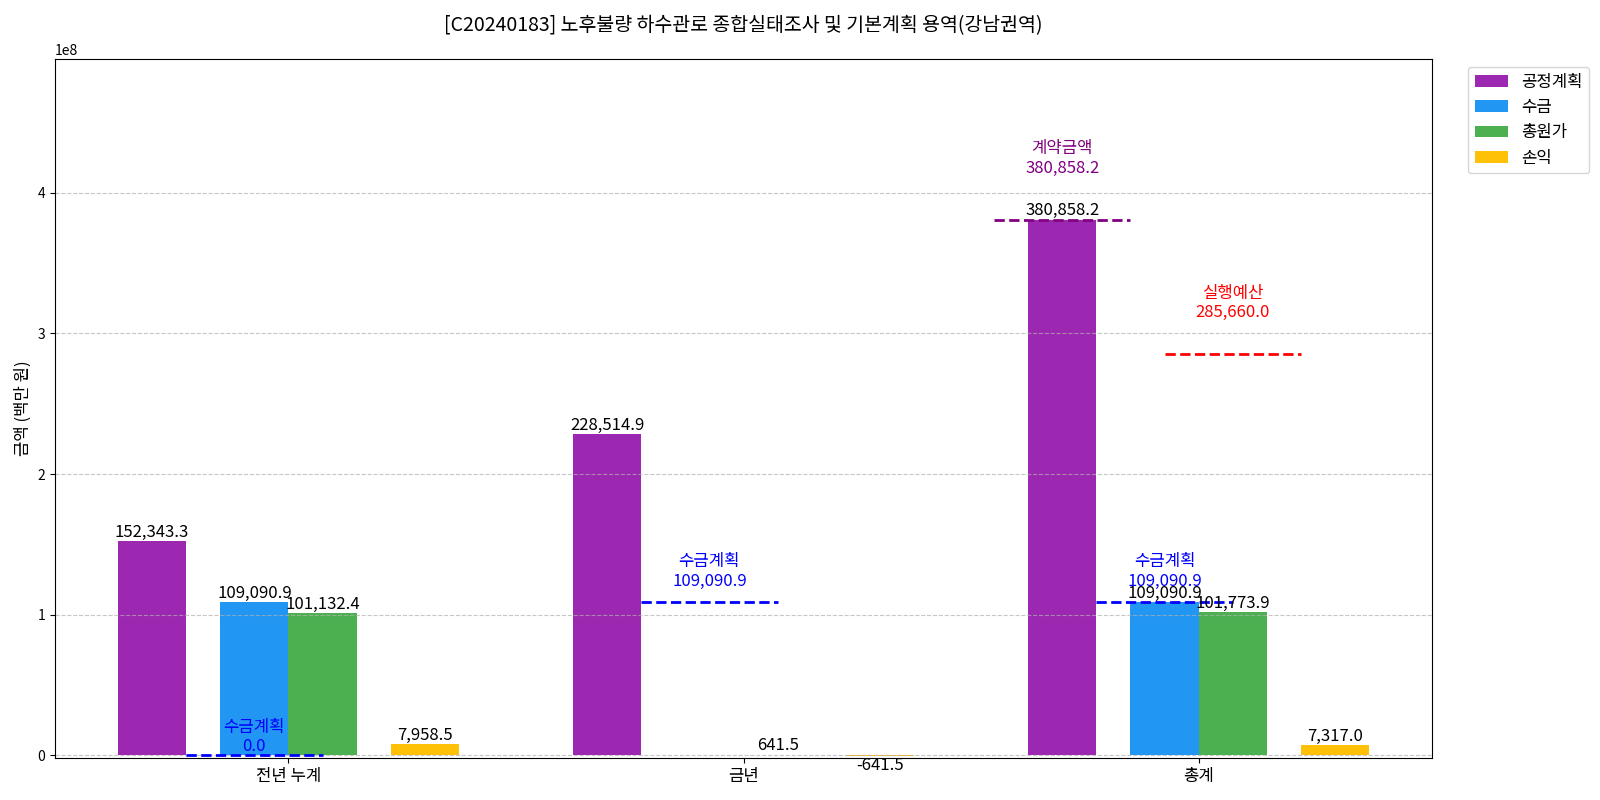 [C20240183] 노후불량 하수관로 종합실태조사 및 기본계획 용역(강남권역)
1e8
공정계획
수금
총원가
손익
계약금액
380,858.2
4
380,858.2
실행예산
285,660.0
3
금액 (백만 원)
228,514.9
2
152,343.3
수금계획
109,090.9
수금계획
109,090.9
109,090.9
101,132.4
109,090.9
101,773.9
1
수금계획
0.0
7,958.5
641.5
7,317.0
0
-641.5
전년 누계
금년
총계